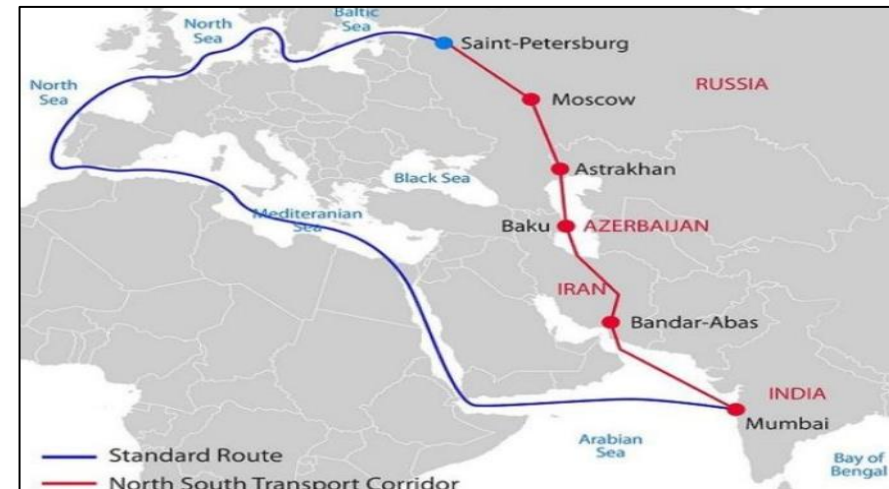 Baltic
Sea
North
Sea
Saint-Petersburg
RUSSIA
North
Sea
Moscow
Astrakhan
Black Sea
Mediteranian
Sea
Baku
AZERBAIJAN
IRAN
Bandar-Abas
INDIA
Mumbai
Arabian
Sea
Bay of
Bengal
Standard Route
North South Transport Corridor